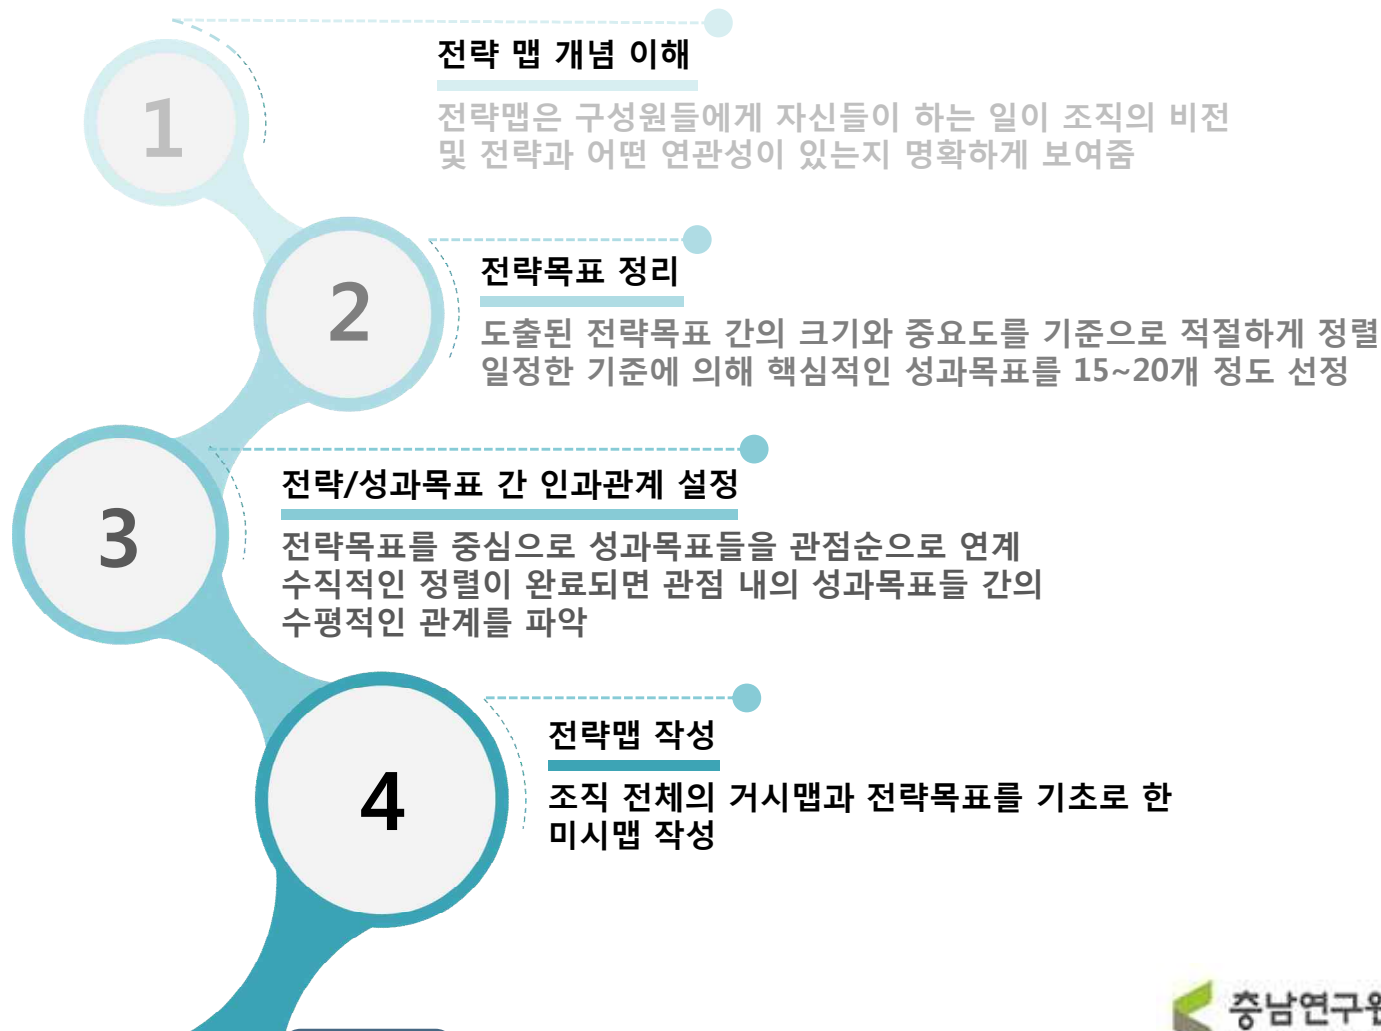 1
전략 맵 개념 이해
전략맵은 구성원들에게 자신들이 하는 일이 조직의 비전
및 전략과 어떤 연관성이 있는지 명확하게 보여줌
2
전략목표 정리
도출된 전략목표 간의 크기와 중요도를 기준으로 적절하게 정렬
일정한 기준에 의해 핵심적인 성과목표를 15~20개 정도 선정
3
전략/성과목표 간 인과관계 설정
전략목표를 중심으로 성과목표들을 관점순으로 연계
수직적인 정렬이 완료되면 관점 내의 성과목표들 간의
수평적인 관계를 파악
4
전략맵 작성
조직 전체의 거시맵과 전략목표를 기초로 한
미시맵 작성
충남연구원